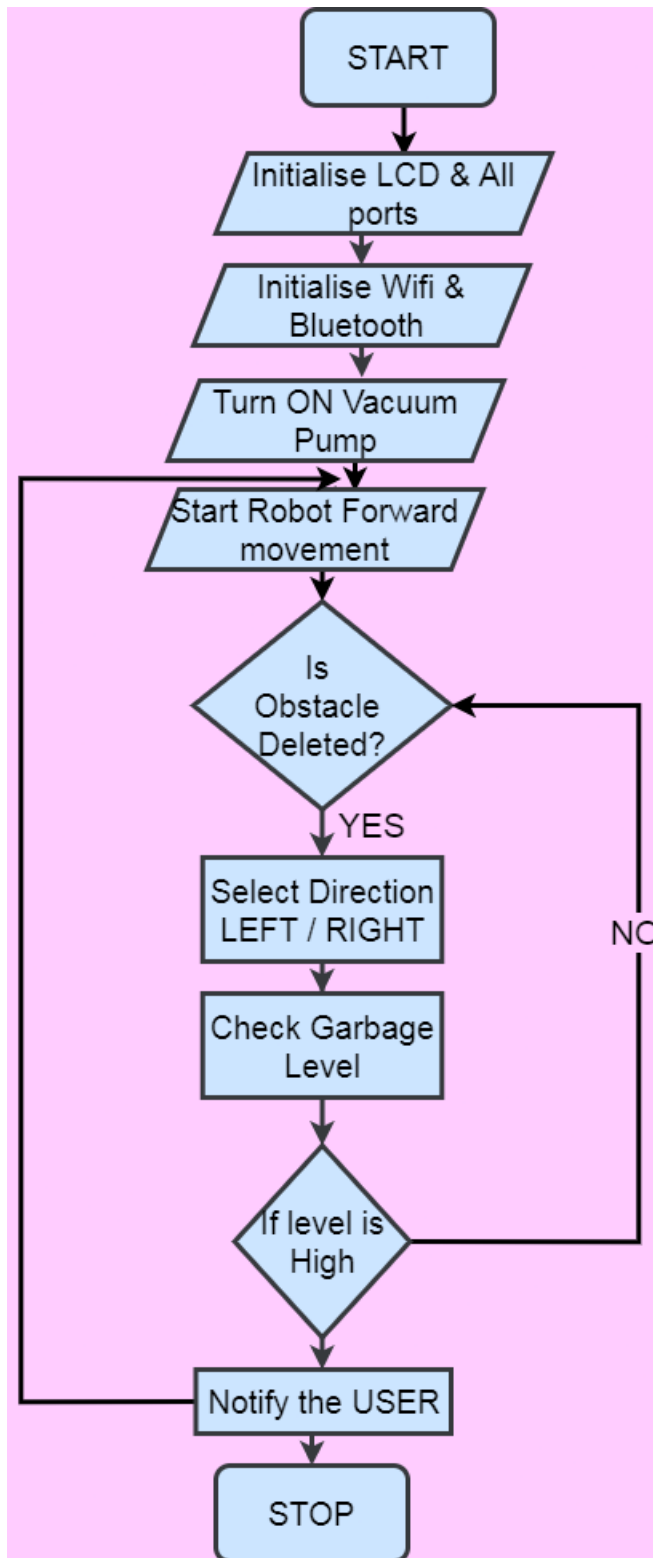 START
Initialise LCD & All
ports
Initialise Wifi &
Bluetooth
Turn ON Vacuum
Pump
Start Robot Forward
movement
Is
Obstacle
Deleted?
YES
Select Direction
LEFT / RIGHT
NO
Check Garbage
Level
If level is
High
Notify the USER
STOP